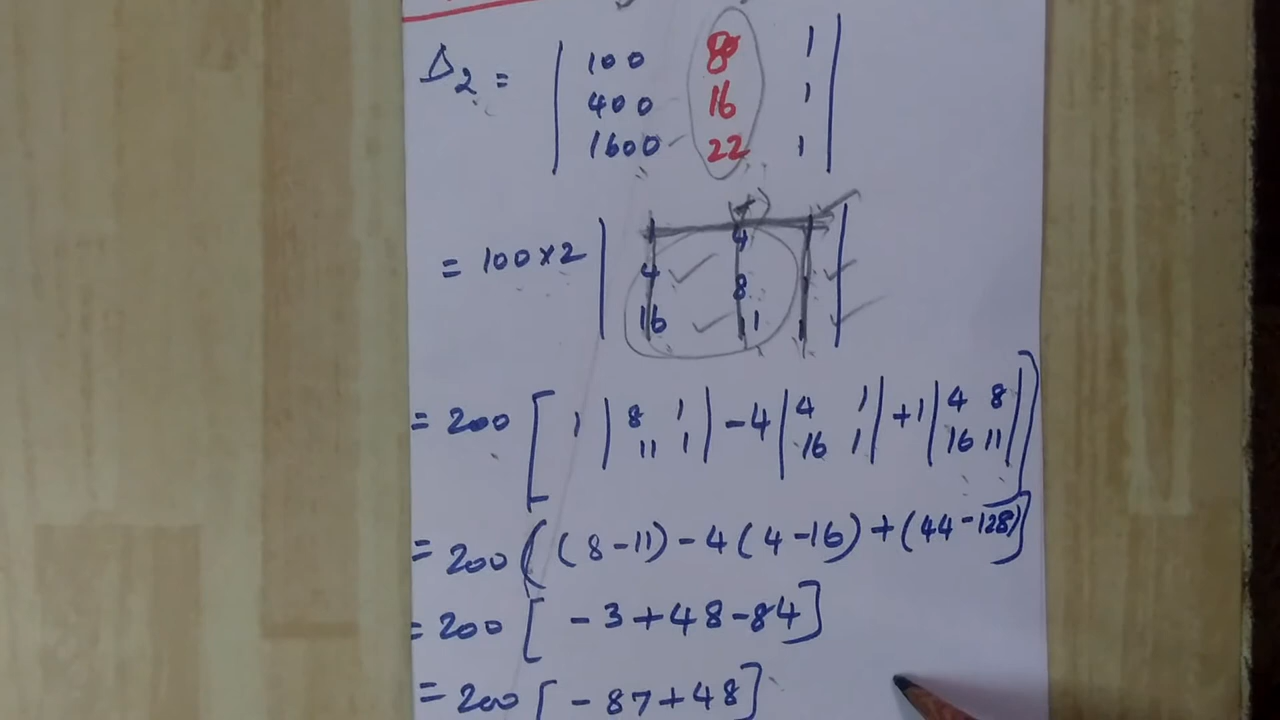 Δ₂ = | 100 8 1 |
| 400 16 1 |
| 1600 22 1 |
= 100×2 | 1 4 1 |
| 4 8 1 |
| 16 11 1 |
= 200 [ 1 | 8 1 | - 4 | 4 1 | + 1 | 4 8 | ]
| 11 1 | | 16 1 | | 16 11 |
= 200 ( (8-11) - 4 (4-16) + (44-128) ]
= 200 [ -3+48-84 ]
= 200 [ -87+48 ]